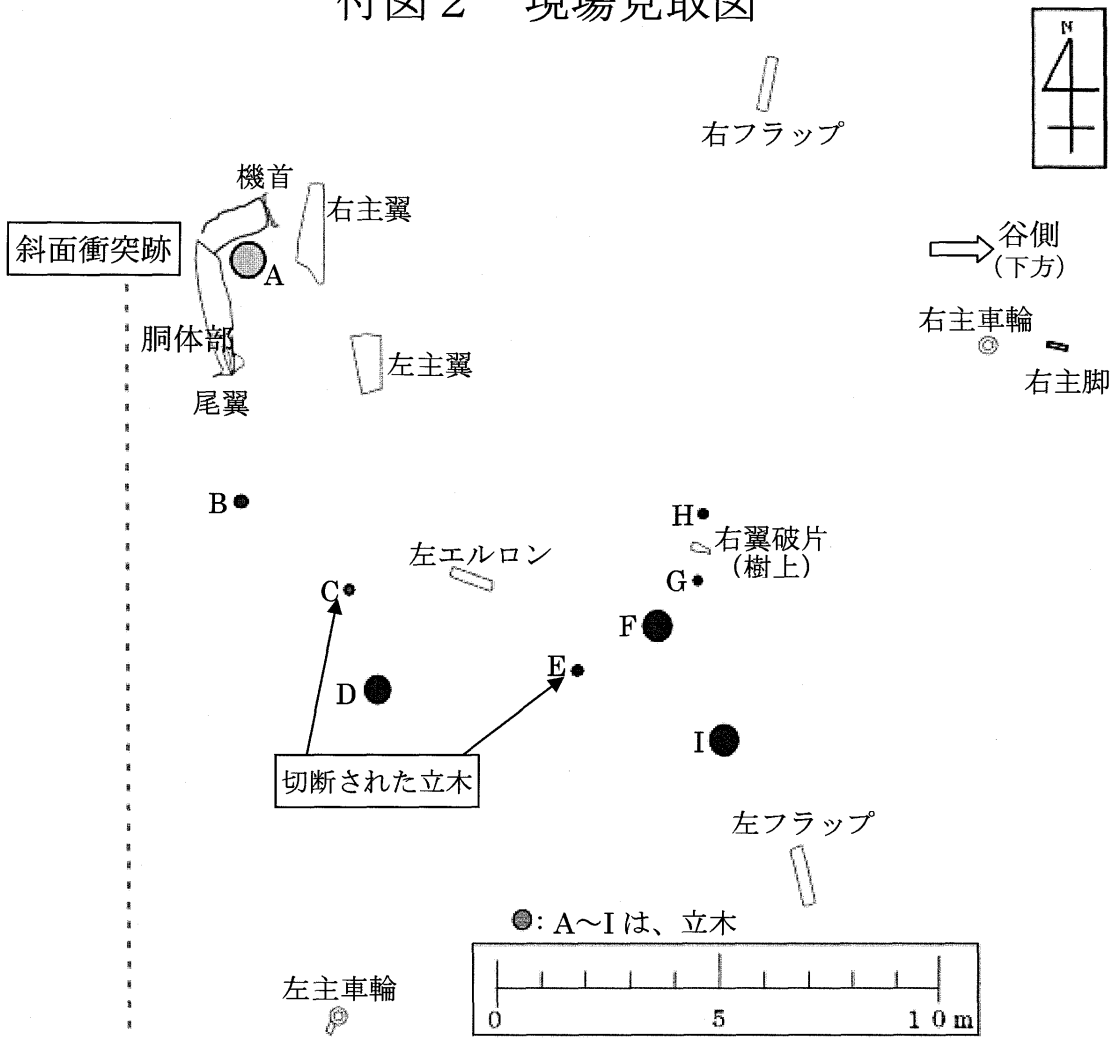 付図2 現場見取図
N
右フラップ
機首
右主翼
斜面衝突跡
A
谷側
(下方)
右主車輪
右主脚
胴体部
左主翼
尾翼
B
H
右翼破片
(樹上)
左エルロン
G
C
F
E
D
I
切断された立木
左フラップ
●: A~Iは、立木
左主車輪
0 5 10m